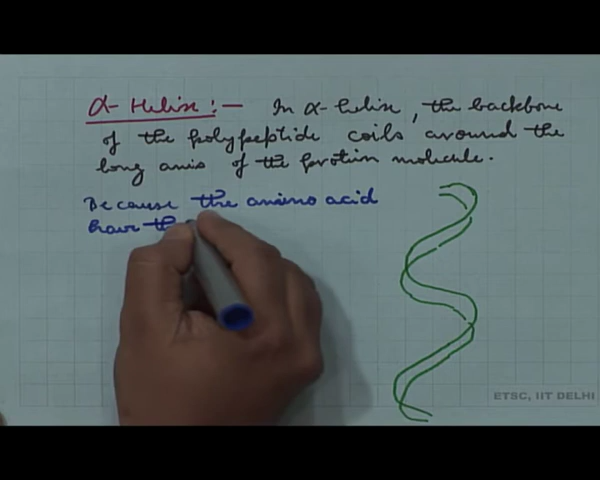 α-Helix :— In α-helix, the backbone
of the polypeptide coils around the
long axis of the protein molecule.
Because the amino acid
have th
ETSC, IIT DELHI